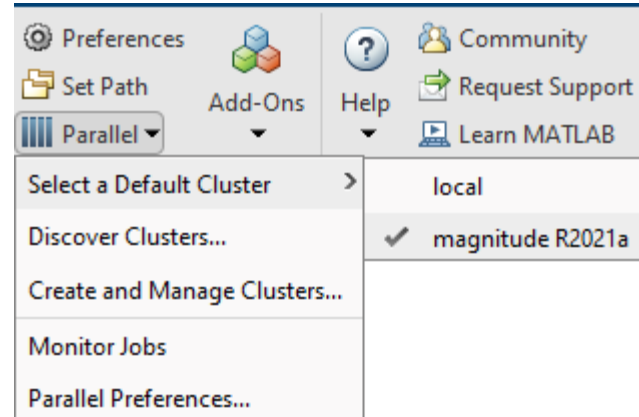 Preferences
Set Path
Parallel
Add-Ons
?
Help
Community
Request Support
Learn MATLAB
Select a Default Cluster
Discover Clusters...
Create and Manage Clusters...
Monitor Jobs
Parallel Preferences...
local
magnitude R2021a